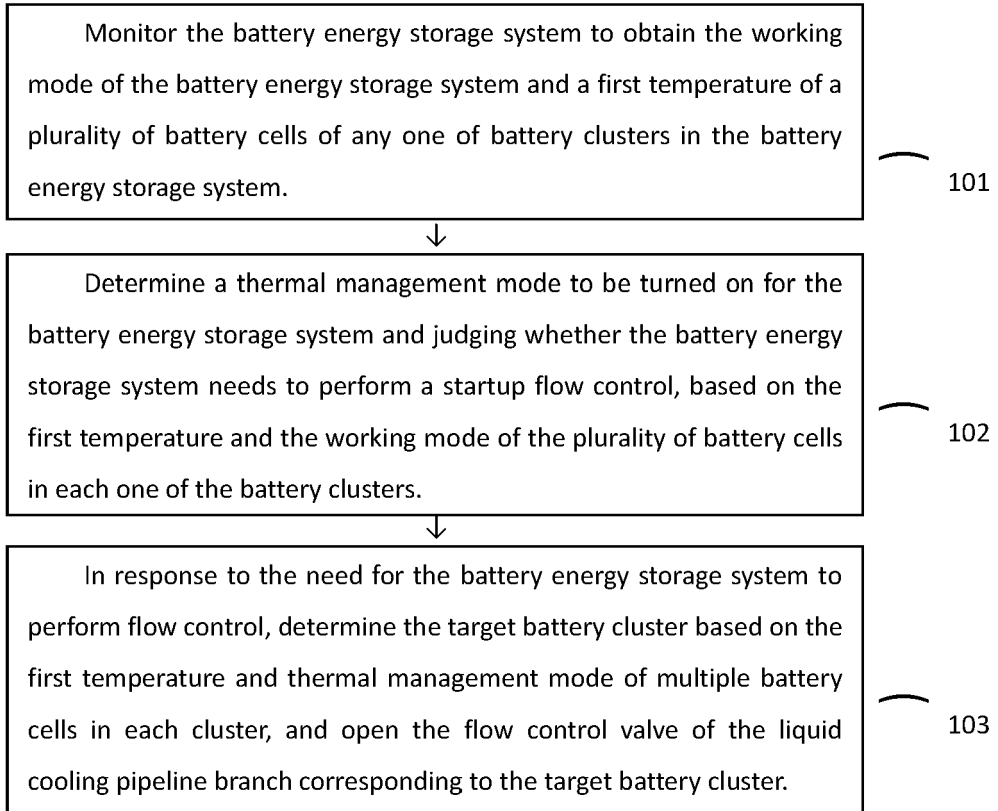 Monitor the battery energy storage system to obtain the working
mode of the battery energy storage system and a first temperature of a
plurality of battery cells of any one of battery clusters in the battery
energy storage system.
101
Determine a thermal management mode to be turned on for the
battery energy storage system and judging whether the battery energy
storage system needs to perform a startup flow control, based on the
first temperature and the working mode of the plurality of battery cells
in each one of the battery clusters.
102
In response to the need for the battery energy storage system to
perform flow control, determine the target battery cluster based on the
first temperature and thermal management mode of multiple battery
cells in each cluster, and open the flow control valve of the liquid
cooling pipeline branch corresponding to the target battery cluster.
103